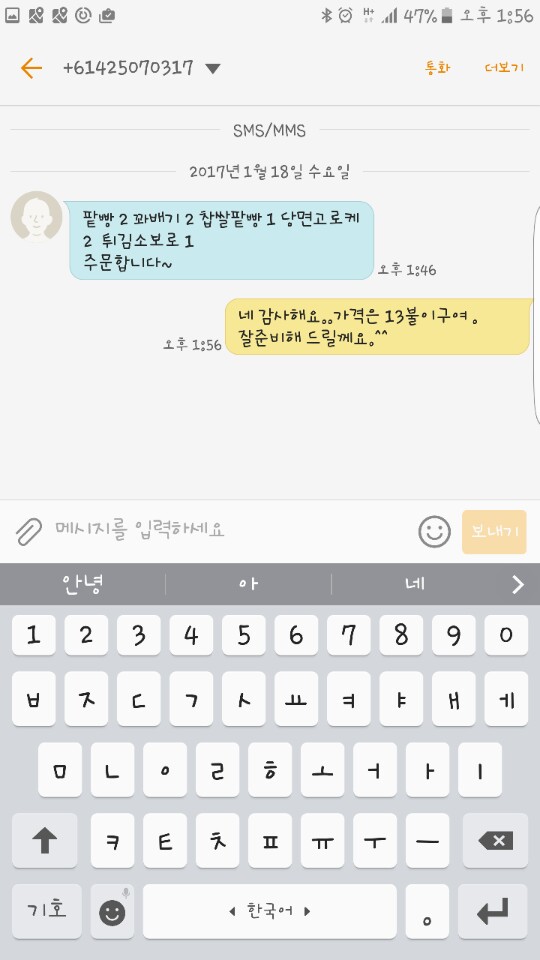 47% 오후 1:56
+61425070317 통화 더보기
SMS/MMS
2017년 1월 18일 수요일
팥빵 2 꽈배기 2 찹쌀팥빵 1 당면고로케
2 튀김소보로 1
주문합니다~
오후 1:46
네 감사해요..가격은 13불이구여 .
잘준비해 드릴께요.^^
오후 1:56
메시지를 입력하세요 보내기
안녕 아 네
1 2 3 4 5 6 7 8 9 0
ㅂ ㅈ ㄷ ㄱ ㅅ ㅛ ㅕ ㅑ ㅐ ㅔ
ㅁ ㄴ ㅇ ㄹ ㅎ ㅗ ㅓ ㅏ ㅣ
ㅋ ㅌ ㅊ ㅍ ㅠ ㅜ ㅡ
기호 한국어 .